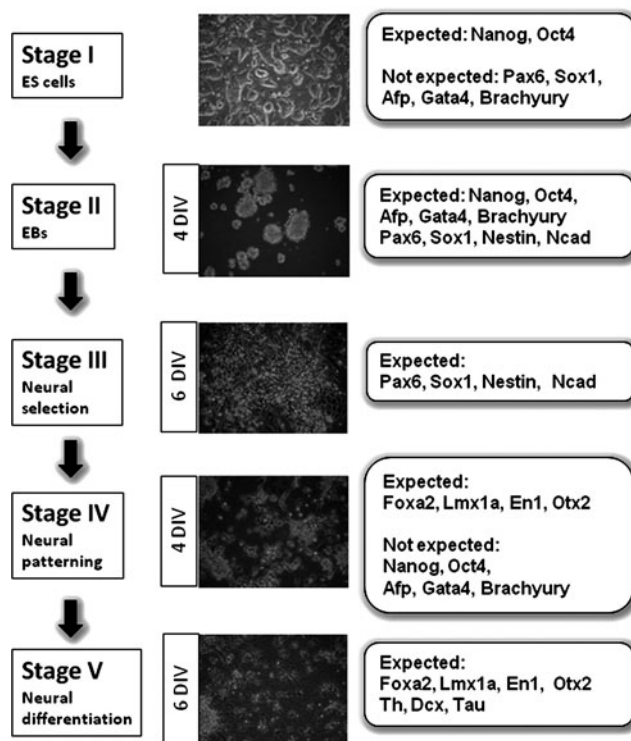 Stage I
ES cells
Expected: Nanog, Oct4
Not expected: Pax6, Sox1,
Afp, Gata4, Brachyury
Stage II
EBs
4 DIV
Expected: Nanog, Oct4,
Afp, Gata4, Brachyury
Pax6, Sox1, Nestin, Ncad
Stage III
Neural
selection
6 DIV
Expected:
Pax6, Sox1, Nestin, Ncad
Stage IV
Neural
patterning
4 DIV
Expected:
Foxa2, Lmx1a, En1, Otx2
Not expected:
Nanog, Oct4,
Afp, Gata4, Brachyury
Stage V
Neural
differentiation
6 DIV
Expected:
Foxa2, Lmx1a, En1, Otx2
Th, Dcx, Tau